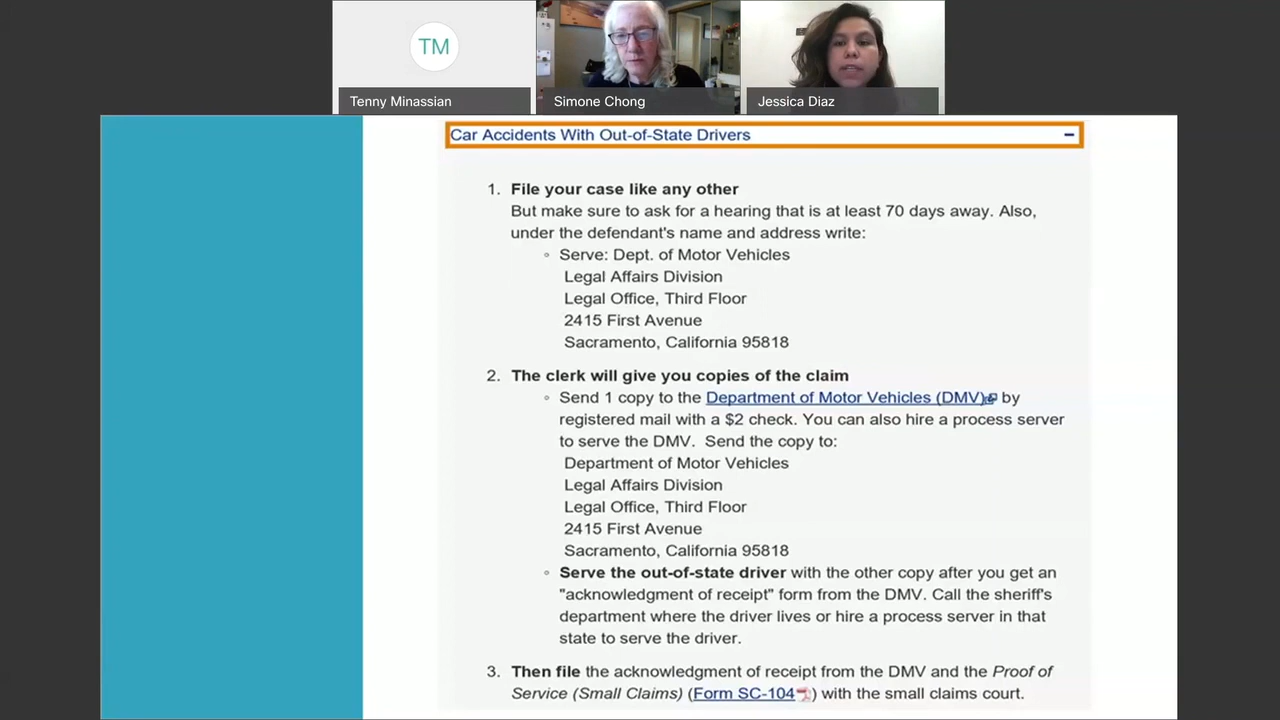 TM
Tenny Minassian
Simone Chong
Jessica Diaz
Car Accidents With Out-of-State Drivers
1. File your case like any other
But make sure to ask for a hearing that is at least 70 days away. Also,
under the defendant's name and address write:
◦ Serve: Dept. of Motor Vehicles
Legal Affairs Division
Legal Office, Third Floor
2415 First Avenue
Sacramento, California 95818
2. The clerk will give you copies of the claim
◦ Send 1 copy to the Department of Motor Vehicles (DMV) by
registered mail with a $2 check. You can also hire a process server
to serve the DMV. Send the copy to:
Department of Motor Vehicles
Legal Affairs Division
Legal Office, Third Floor
2415 First Avenue
Sacramento, California 95818
◦ Serve the out-of-state driver with the other copy after you get an
"acknowledgment of receipt" form from the DMV. Call the sheriff's
department where the driver lives or hire a process server in that
state to serve the driver.
3. Then file the acknowledgment of receipt from the DMV and the Proof of
Service (Small Claims) (Form SC-104) with the small claims court.